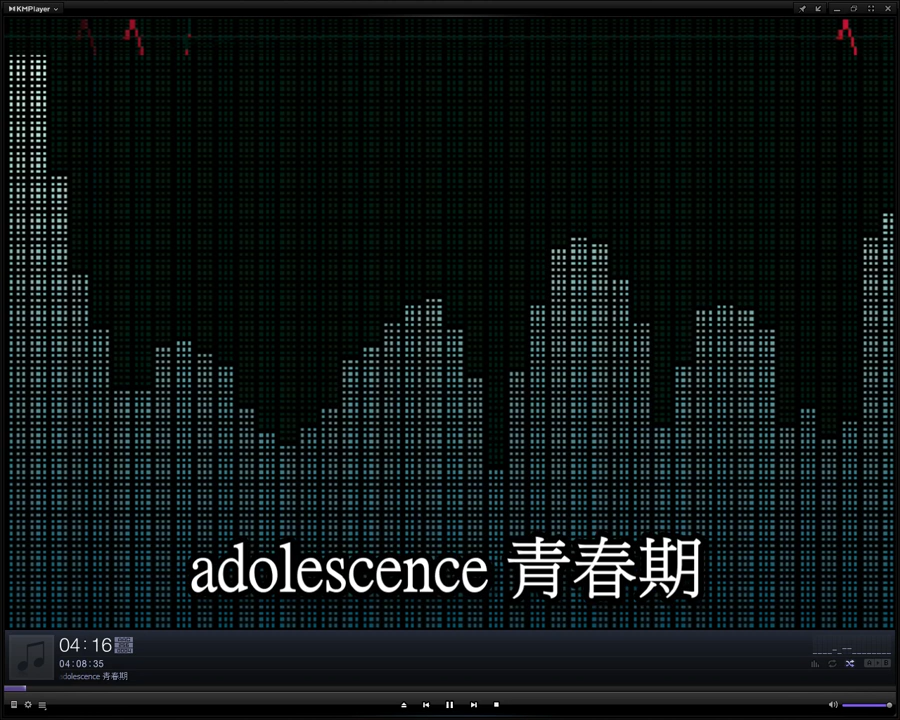 KMPlayer
adolescence 青春期
04:16
04:08:35
adolescence 青春期
A B